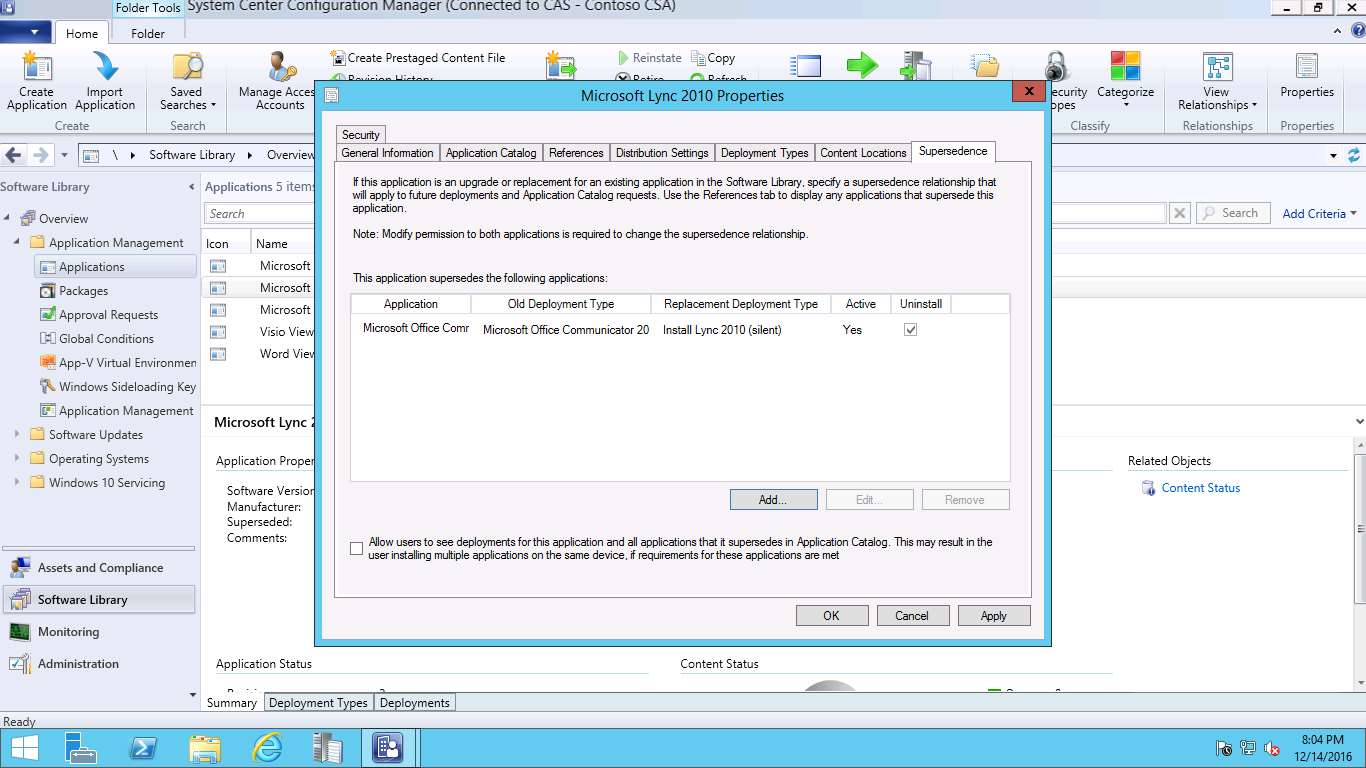 Folder Tools System Center Configuration Manager (Connected to CAS - Contoso CSA)
Home Folder
Create Application
Import Application
Create
Saved Searches
Search
Manage Acces
Accounts
Create Prestaged Content File
Revision History
Reinstate
Retire
Copy
Refresh
ecurity
opes
Categorize
Classify
View Relationships
Relationships
Properties
Properties
\ Software Library Overview
Software Library
Overview
Application Management
Applications
Packages
Approval Requests
Global Conditions
App-V Virtual Environmen
Windows Sideloading Key
Application Management
Software Updates
Operating Systems
Windows 10 Servicing
Assets and Compliance
Software Library
Monitoring
Administration
Applications 5 items
Search
Search
Add Criteria
Icon Name
Microsoft
Microsoft
Microsoft
Visio View
Word View
Microsoft Lync 2
Application Proper
Software Version
Manufacturer:
Superseded:
Comments:
Related Objects
Content Status
Application Status
Content Status
Summary Deployment Types Deployments
Microsoft Lync 2010 Properties
x
Security
General Information Application Catalog References Distribution Settings Deployment Types Content Locations Supersedence
If this application is an upgrade or replacement for an existing application in the Software Library, specify a supersedence relationship that
will apply to future deployments and Application Catalog requests. Use the References tab to display any applications that supersede this
application.
Note: Modify permission to both applications is required to change the supersedence relationship.
This application supersedes the following applications:
Application Old Deployment Type Replacement Deployment Type Active Uninstall
Microsoft Office Comr Microsoft Office Communicator 20 Install Lync 2010 (silent) Yes
Add... Edit... Remove
Allow users to see deployments for this application and all applications that it supersedes in Application Catalog. This may result in the
user installing multiple applications on the same device, if requirements for these applications are met
OK Cancel Apply
Ready
8:04 PM
12/14/2016